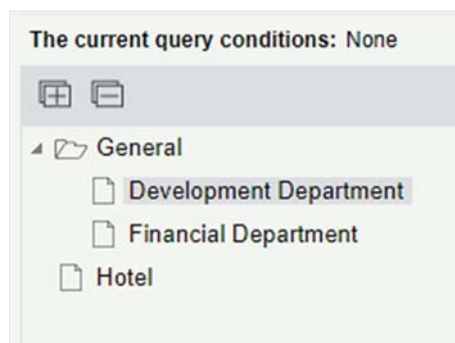 The current query conditions: None
General
Development Department
Financial Department
Hotel